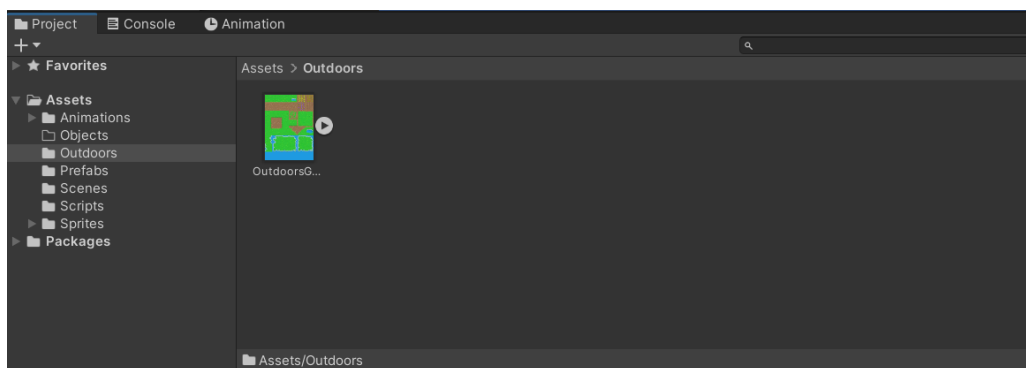 Project Console Animation
Favorites
Assets > Outdoors
Assets
Animations
Objects
Outdoors
Prefabs
Scenes
Scripts
Sprites
Packages
OutdoorsG...
Assets/Outdoors